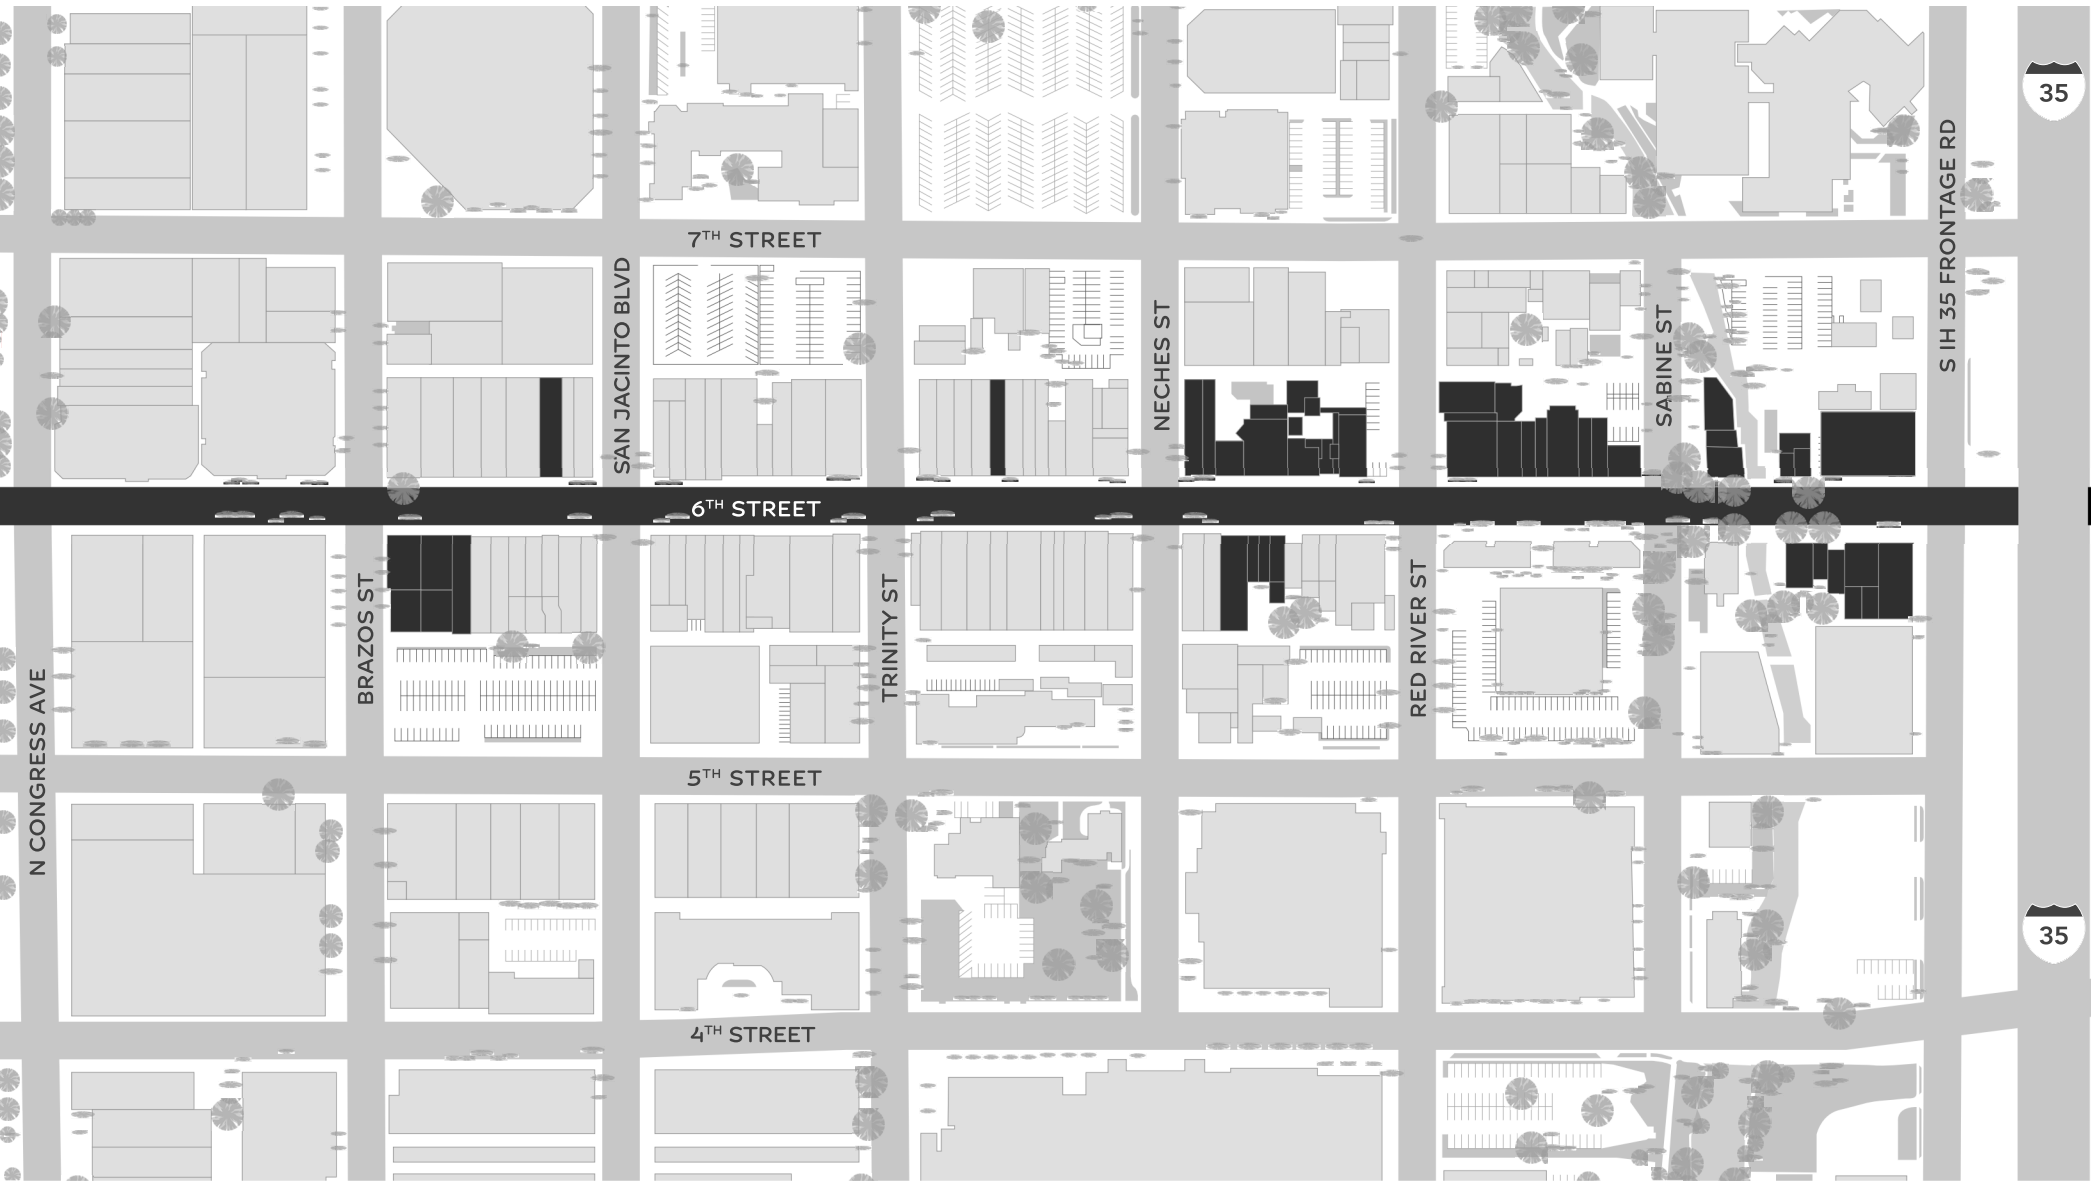 35
7TH STREET
S IH 35 FRONTAGE RD
SAN JACINTO BLVD
NECHES ST
SABINE ST
6TH STREET
BRAZOS ST
TRINITY ST
RED RIVER ST
N CONGRESS AVE
5TH STREET
35
4TH STREET